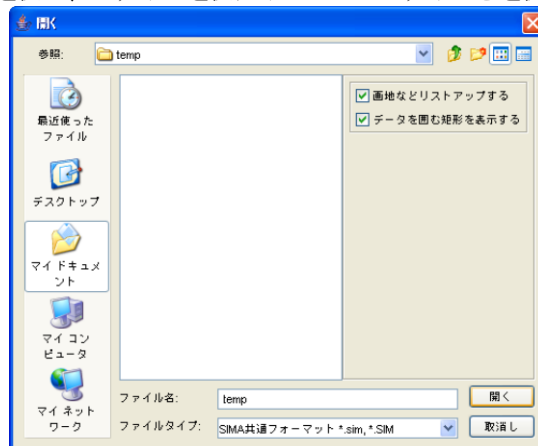 開く
参照:
temp
画地などリストアップする
データを囲む矩形を表示する
最近使った
ファイル
デスクトップ
マイ ドキュメ
ント
マイ コン
ピュータ
マイ ネット
ワーク
ファイル名:
temp
開く
ファイルタイプ:
SIMA共通フォーマット *.sim, *.SIM
取消し